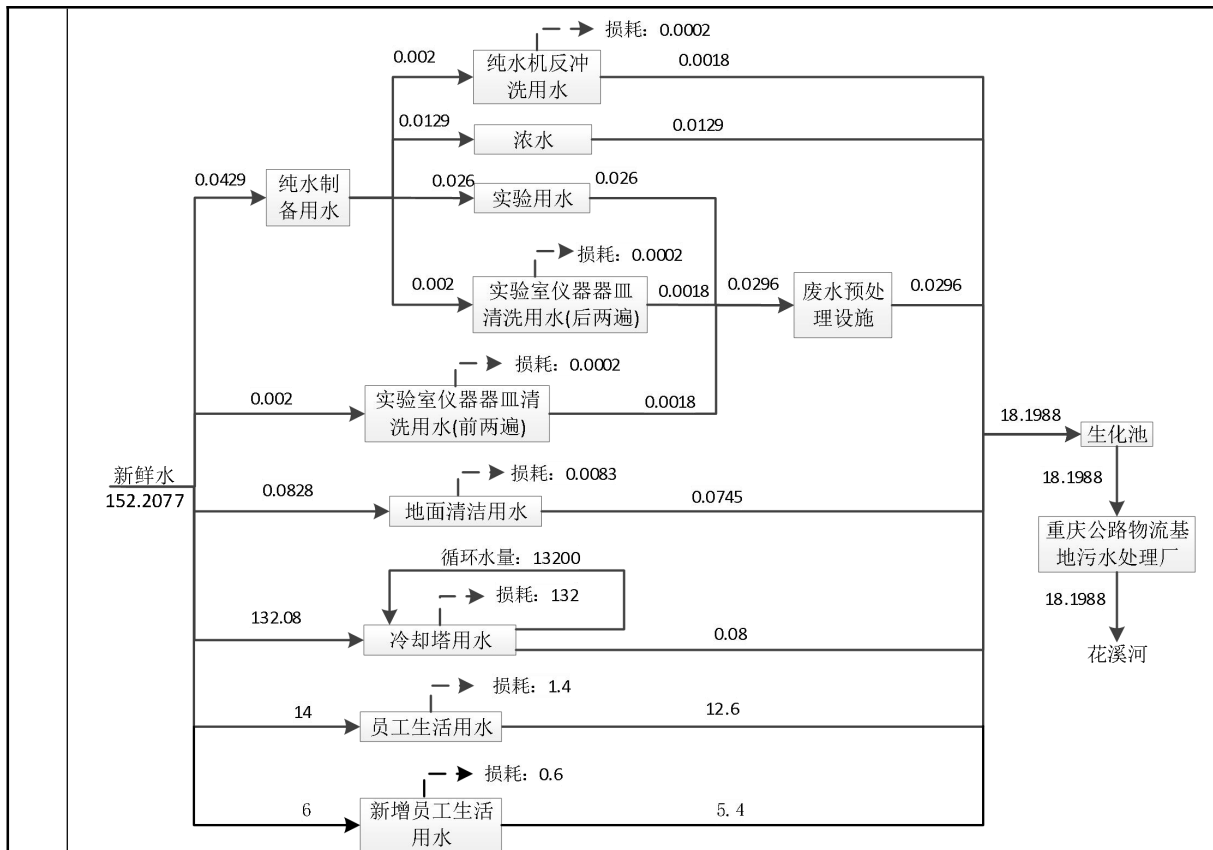 损耗：0.0002
0.002
纯水机反冲
洗用水
0.0018
0.0129
浓水
0.0129
0.0429
纯水制
备用水
0.026
实验用水
0.026
损耗：0.0002
0.002
实验室仪器器皿
清洗用水(后两遍)
0.0018
0.0296
废水预处
理设施
0.0296
损耗：0.0002
0.002
实验室仪器器皿清
洗用水(前两遍)
0.0018
18.1988
生化池
新鲜水
152.2077
损耗：0.0083
0.0828
地面清洁用水
0.0745
18.1988
重庆公路物流基
地污水处理厂
循环水量：13200
损耗：132
132.08
冷却塔用水
0.08
18.1988
花溪河
损耗：1.4
14
员工生活用水
12.6
损耗：0.6
6
新增员工生活
用水
5.4